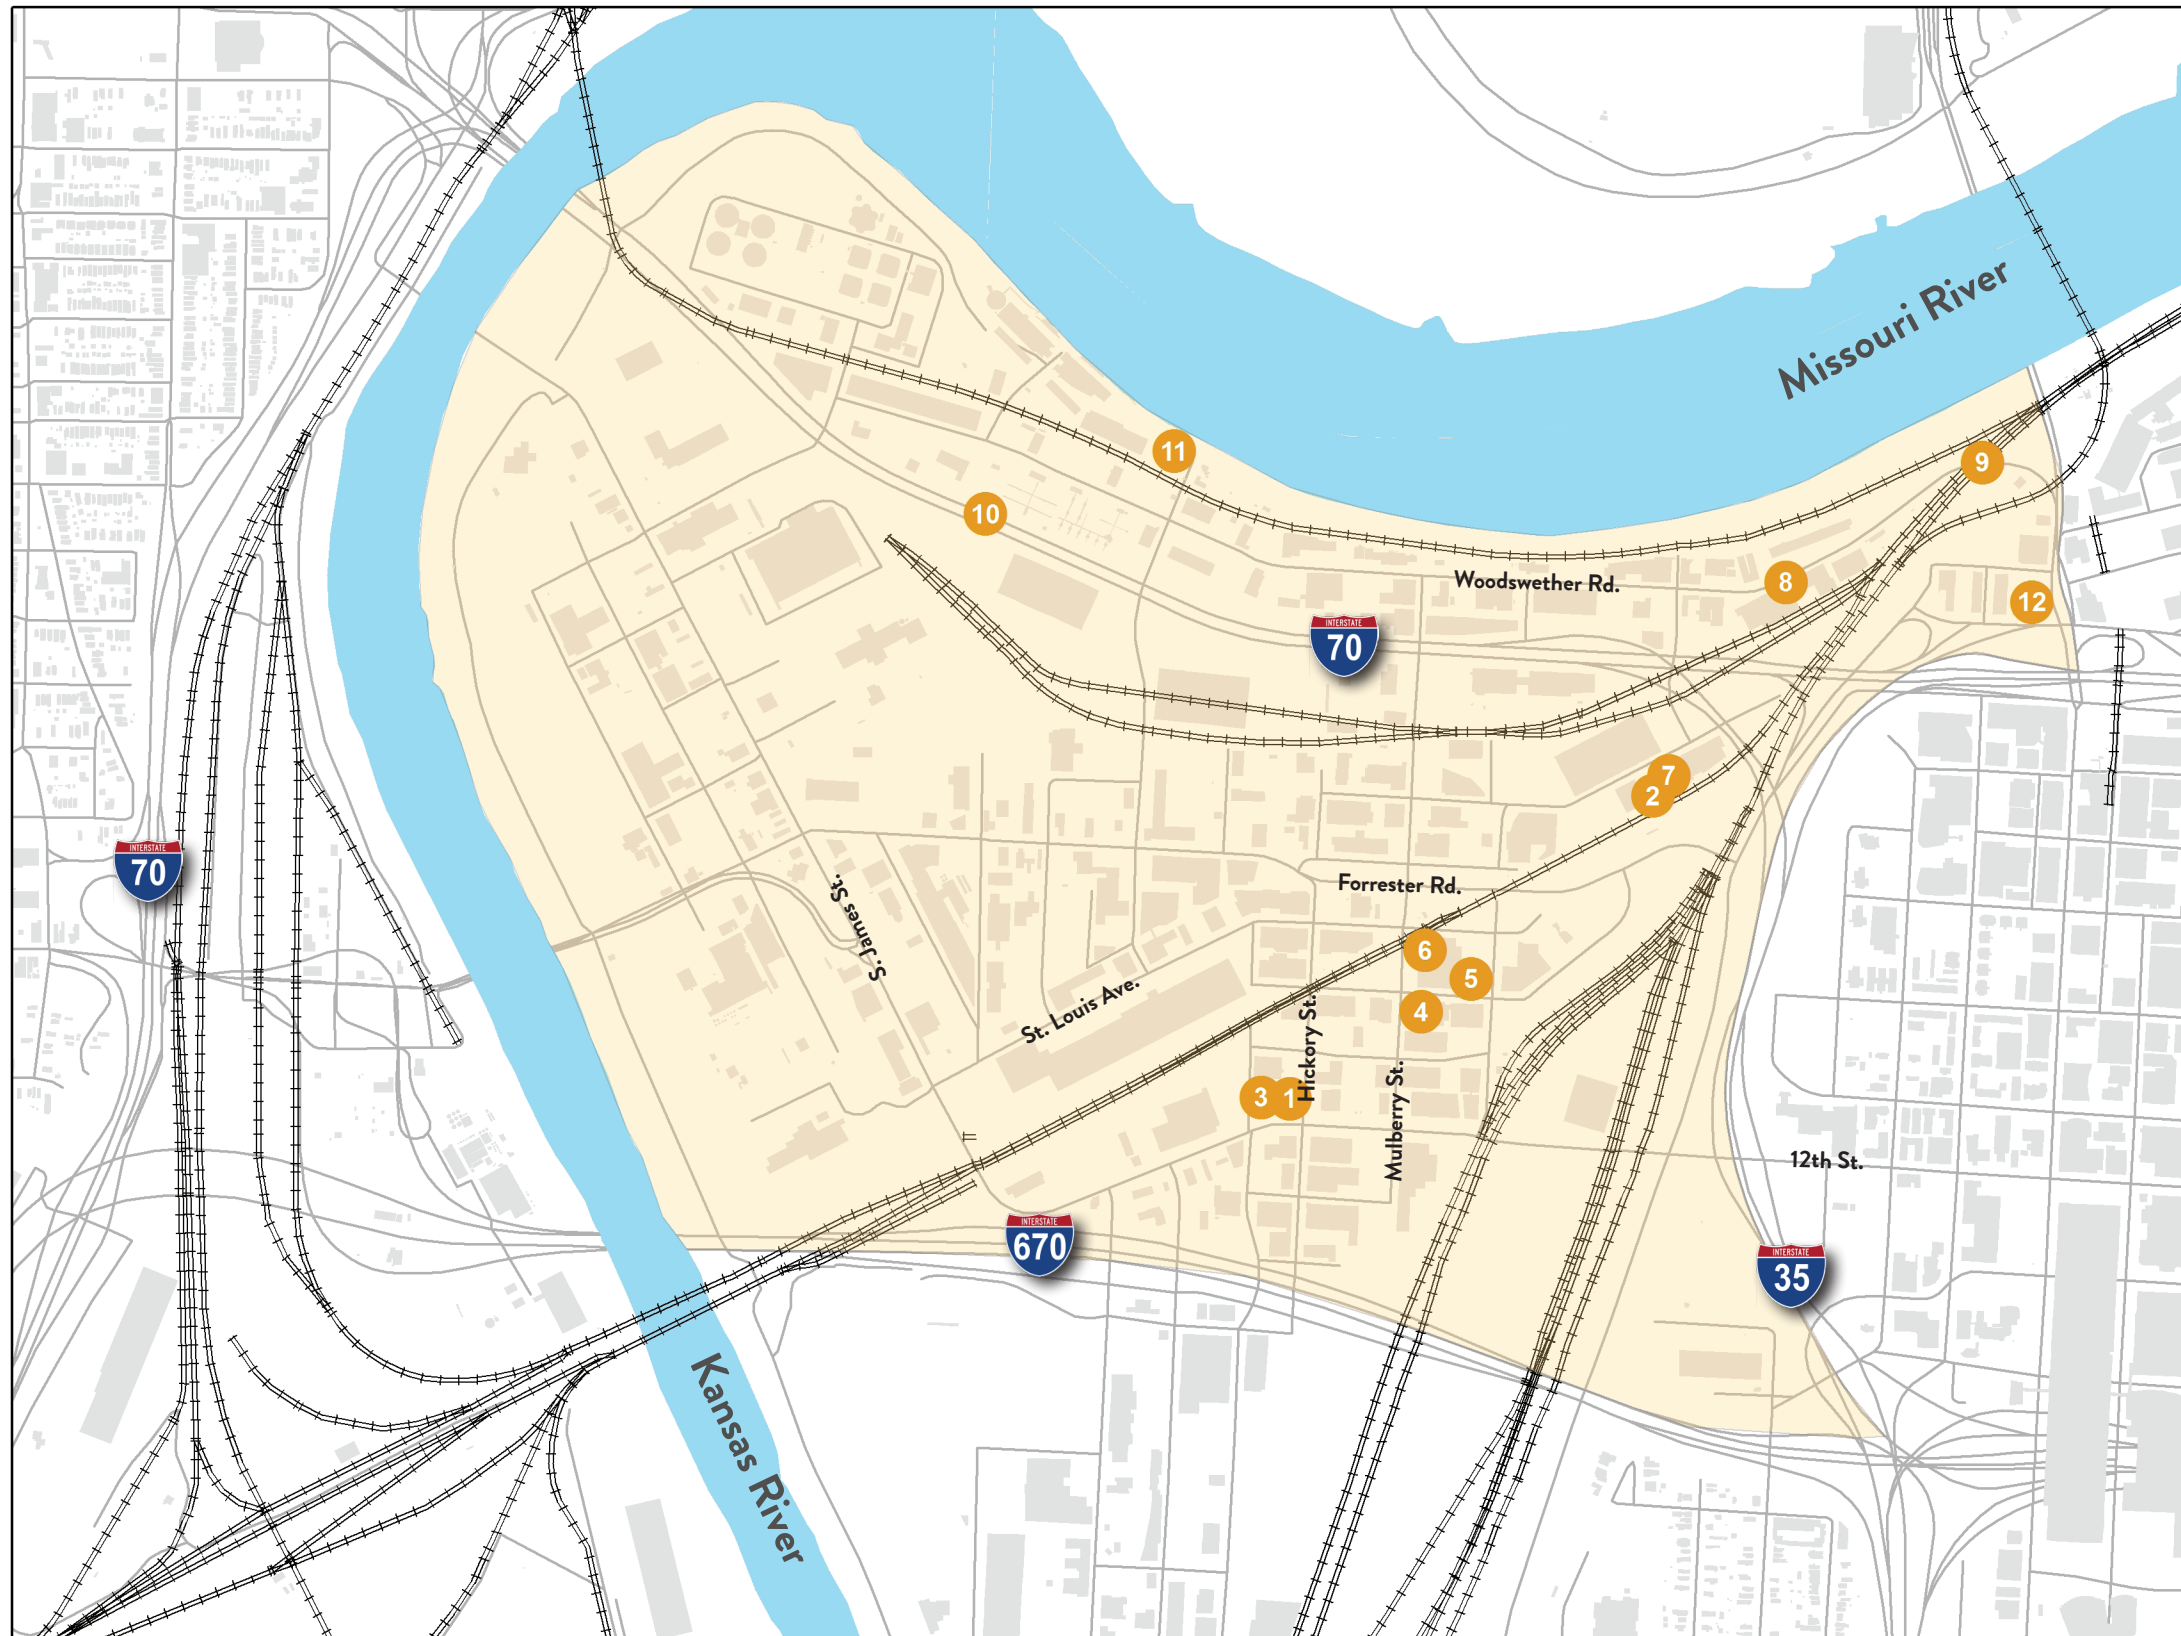 Missouri River
11
9
10
Woodswether Rd.
8
12
INTERSTATE
70
7
2
INTERSTATE
70
Forrester Rd.
S. James St.
6
5
St. Louis Ave.
4
Hickory St.
3
1
Mulberry St.
12th St.
INTERSTATE
670
INTERSTATE
35
Kansas River